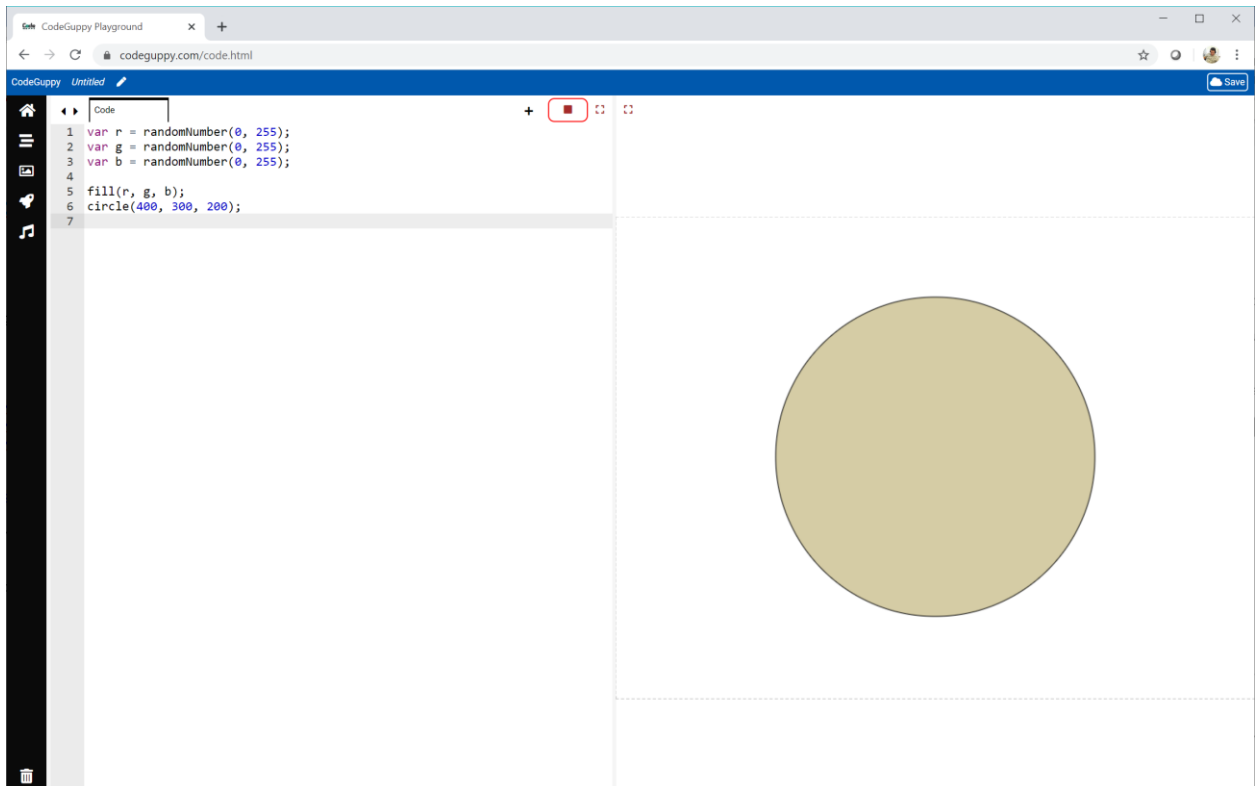 Code CodeGuppy Playground
codeguppy.com/code.html
CodeGuppy Untitled Save
Code
1 var r = randomNumber(0, 255);
2 var g = randomNumber(0, 255);
3 var b = randomNumber(0, 255);
4
5 fill(r, g, b);
6 circle(400, 300, 200);
7